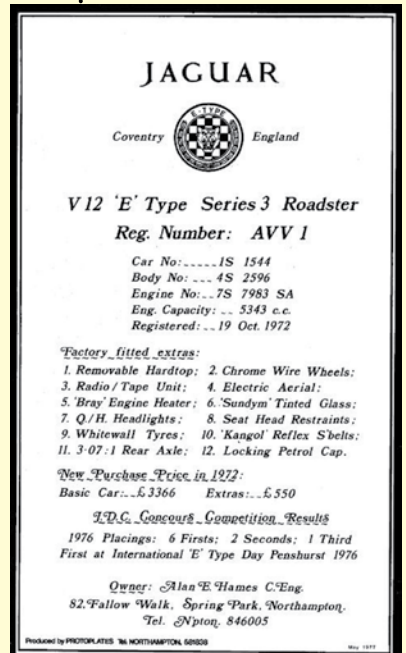 JAGUAR
Coventry E-TYPE England
V12 'E' Type Series 3 Roadster
Reg. Number: AVV 1
Car No:.....1S 1544
Body No: ... 4S 2596
Engine No:..7S 7983 SA
Eng. Capacity: .. 5343 c.c.
Registered: .. 19 Oct. 1972
Factory fitted extras:
1. Removable Hardtop; 2. Chrome Wire Wheels;
3. Radio/Tape Unit; 4. Electric Aerial;
5. 'Bray' Engine Heater; 6. 'Sundym' Tinted Glass;
7. Q/H. Headlights; 8. Seat Head Restraints;
9. Whitewall Tyres; 10. 'Kangol' Reflex S'belts;
11. 3·07:1 Rear Axle; 12. Locking Petrol Cap.
New Purchase Price in 1972:
Basic Car:..£3366 Extras:..£550
J.D.C. Concours Competition Results
1976 Placings: 6 Firsts; 2 Seconds; 1 Third
First at International 'E' Type Day Penshurst 1976
Owner: Alan E. Hames C.Eng.
82, Fallow Walk, Spring Park, Northampton.
Tel. N'pton. 846005
Produced by PROTOPLATES Tel. NORTHAMPTON, 581838
May 1977